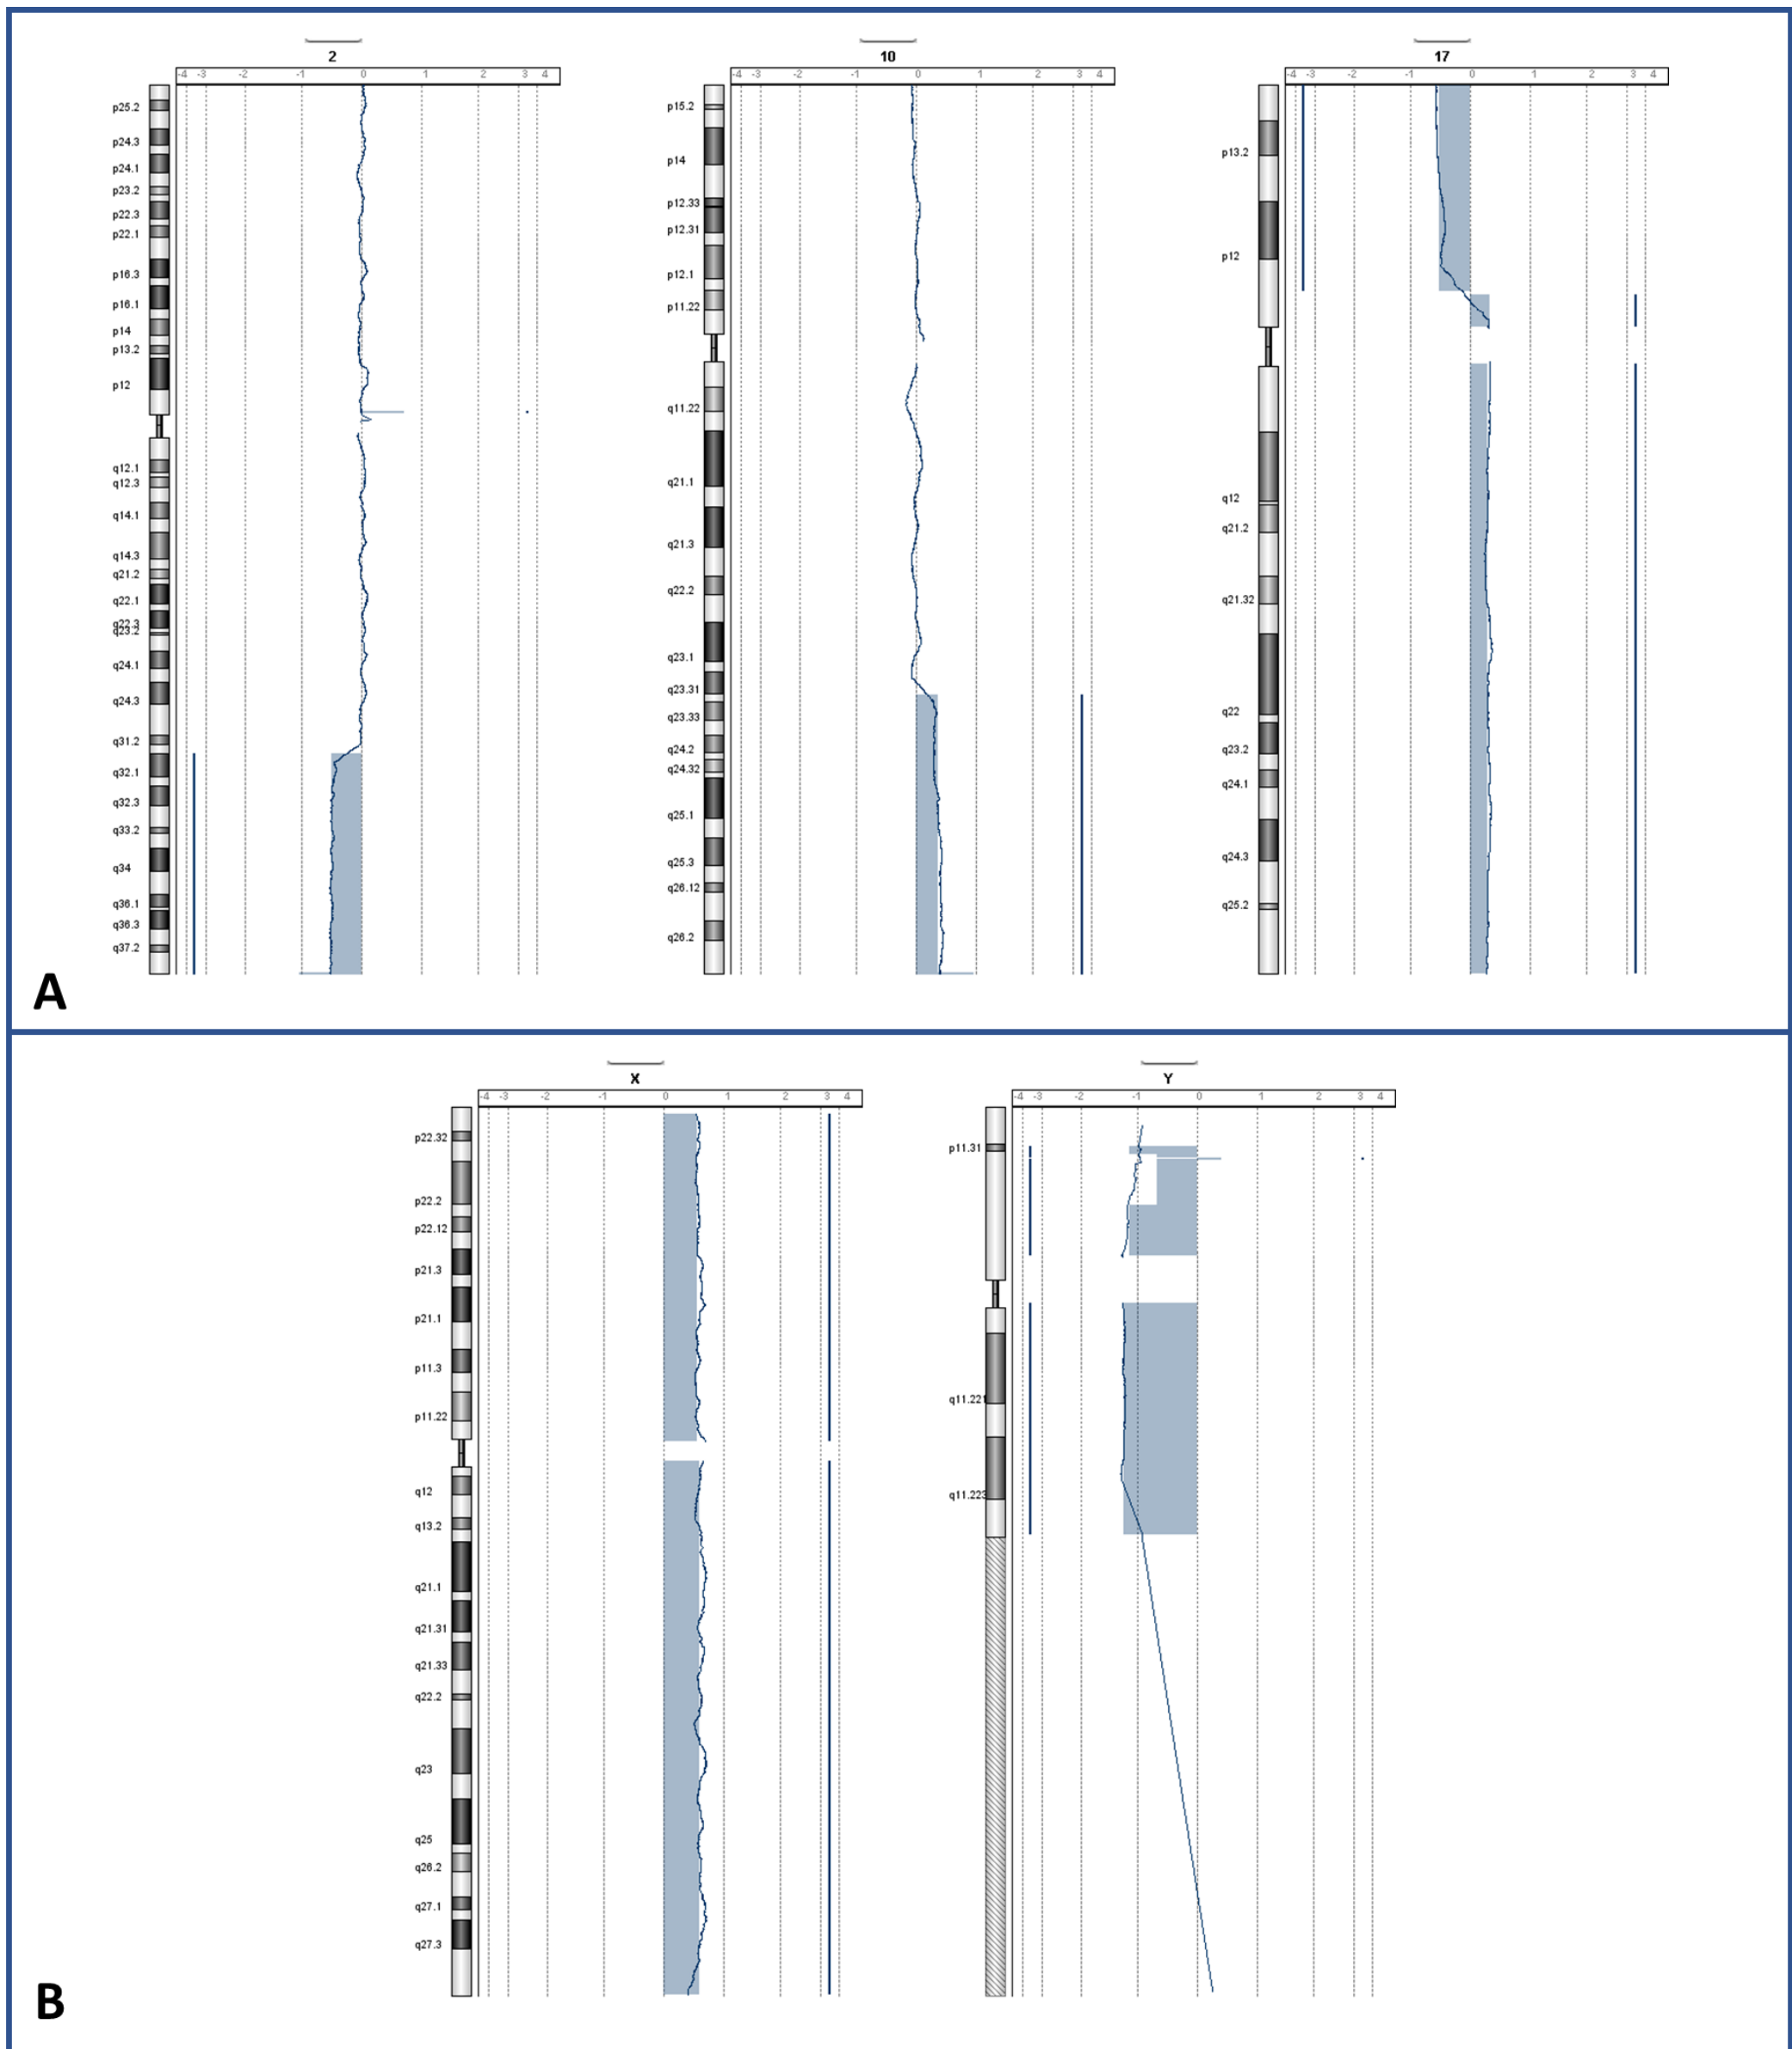 2
10
17
-4 -3 -2 -1 0 1 2 3 4
-4 -3 -2 -1 0 1 2 3 4
-4 -3 -2 -1 0 1 2 3 4
p25.2
p24.3
p24.1
p23.2
p22.3
p22.1
p16.3
p16.1
p14
p13.2
p12
q12.1
q12.3
q14.1
q14.3
q21.2
q22.1
q22.3
q23.2
q24.1
q24.3
q31.2
q32.1
q32.3
q33.2
q34
q36.1
q36.3
q37.2
p15.2
p14
p12.33
p12.31
p12.1
p11.22
q11.22
q21.1
q21.3
q22.2
q23.1
q23.31
q23.33
q24.2
q24.32
q25.1
q25.3
q26.12
q26.2
p13.2
p12
q12
q21.2
q21.32
q22
q23.2
q24.1
q24.3
q25.2
A
X
Y
-4 -3 -2 -1 0 1 2 3 4
-4 -3 -2 -1 0 1 2 3 4
p22.32
p22.2
p22.12
p21.3
p21.1
p11.3
p11.22
q12
q13.2
q21.1
q21.31
q21.33
q22.2
q23
q25
q26.2
q27.1
q27.3
p11.31
q11.221
q11.223
B